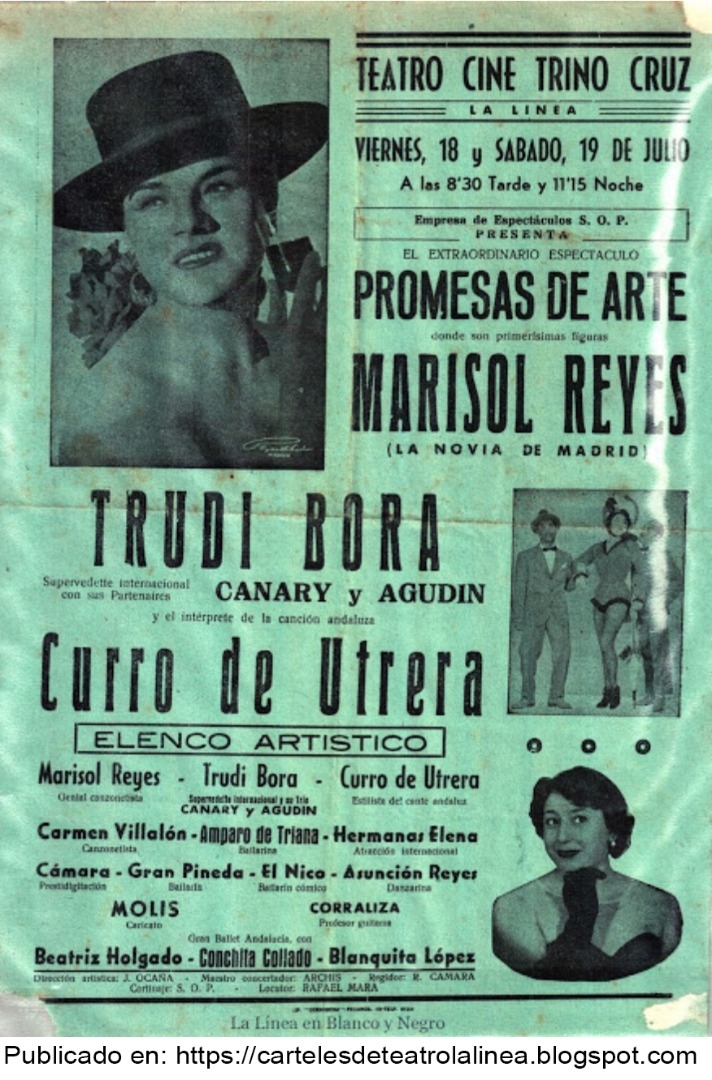 TEATRO CINE TRINO CRUZ
LA LINEA
VIERNES, 18 y SABADO, 19 DE JULIO
A las 8'30 Tarde y 11'15 Noche
Empresa de Espectáculos S. O. P.
PRESENTA
EL EXTRAORDINARIO ESPECTACULO
PROMESAS DE ARTE
donde son primerísimas figuras
MARISOL REYES
(LA NOVIA DE MADRID)
TRUDI BORA
Supervedette internacional
con sus Partenaires
CANARY y AGUDIN
y el intérprete de la canción andaluza
Curro de Utrera
ELENCO ARTISTICO
Marisol Reyes - Trudi Bora - Curro de Utrera
Genial canzonetista
Supervedette internacional y su Trío
CANARY y AGUDIN
Estilista del cante andaluz
Carmen Villalón - Amparo de Triana - Hermanas Elena
Canzonetista Bailarina Atracción internacional
Cámara - Gran Pineda - El Nico - Asunción Reyes
Prestidigitación Bailarín cómico Danzarina
MOLIS CORRALIZA
Caricato Profesor guitarra
Gran Ballet Andalucía, con
Beatriz Holgado - Conchita Collado - Blanquita López
Dirección artística: J. OCAÑA - Maestro concertador: ARCHIS - Regidor: R. CAMARA
Cortinaje: S. O. P. - Locutor: RAFAEL MARA
La Línea en Blanco y Negro
Publicado en: https://cartelesdeteatrolalinea.blogspot.com